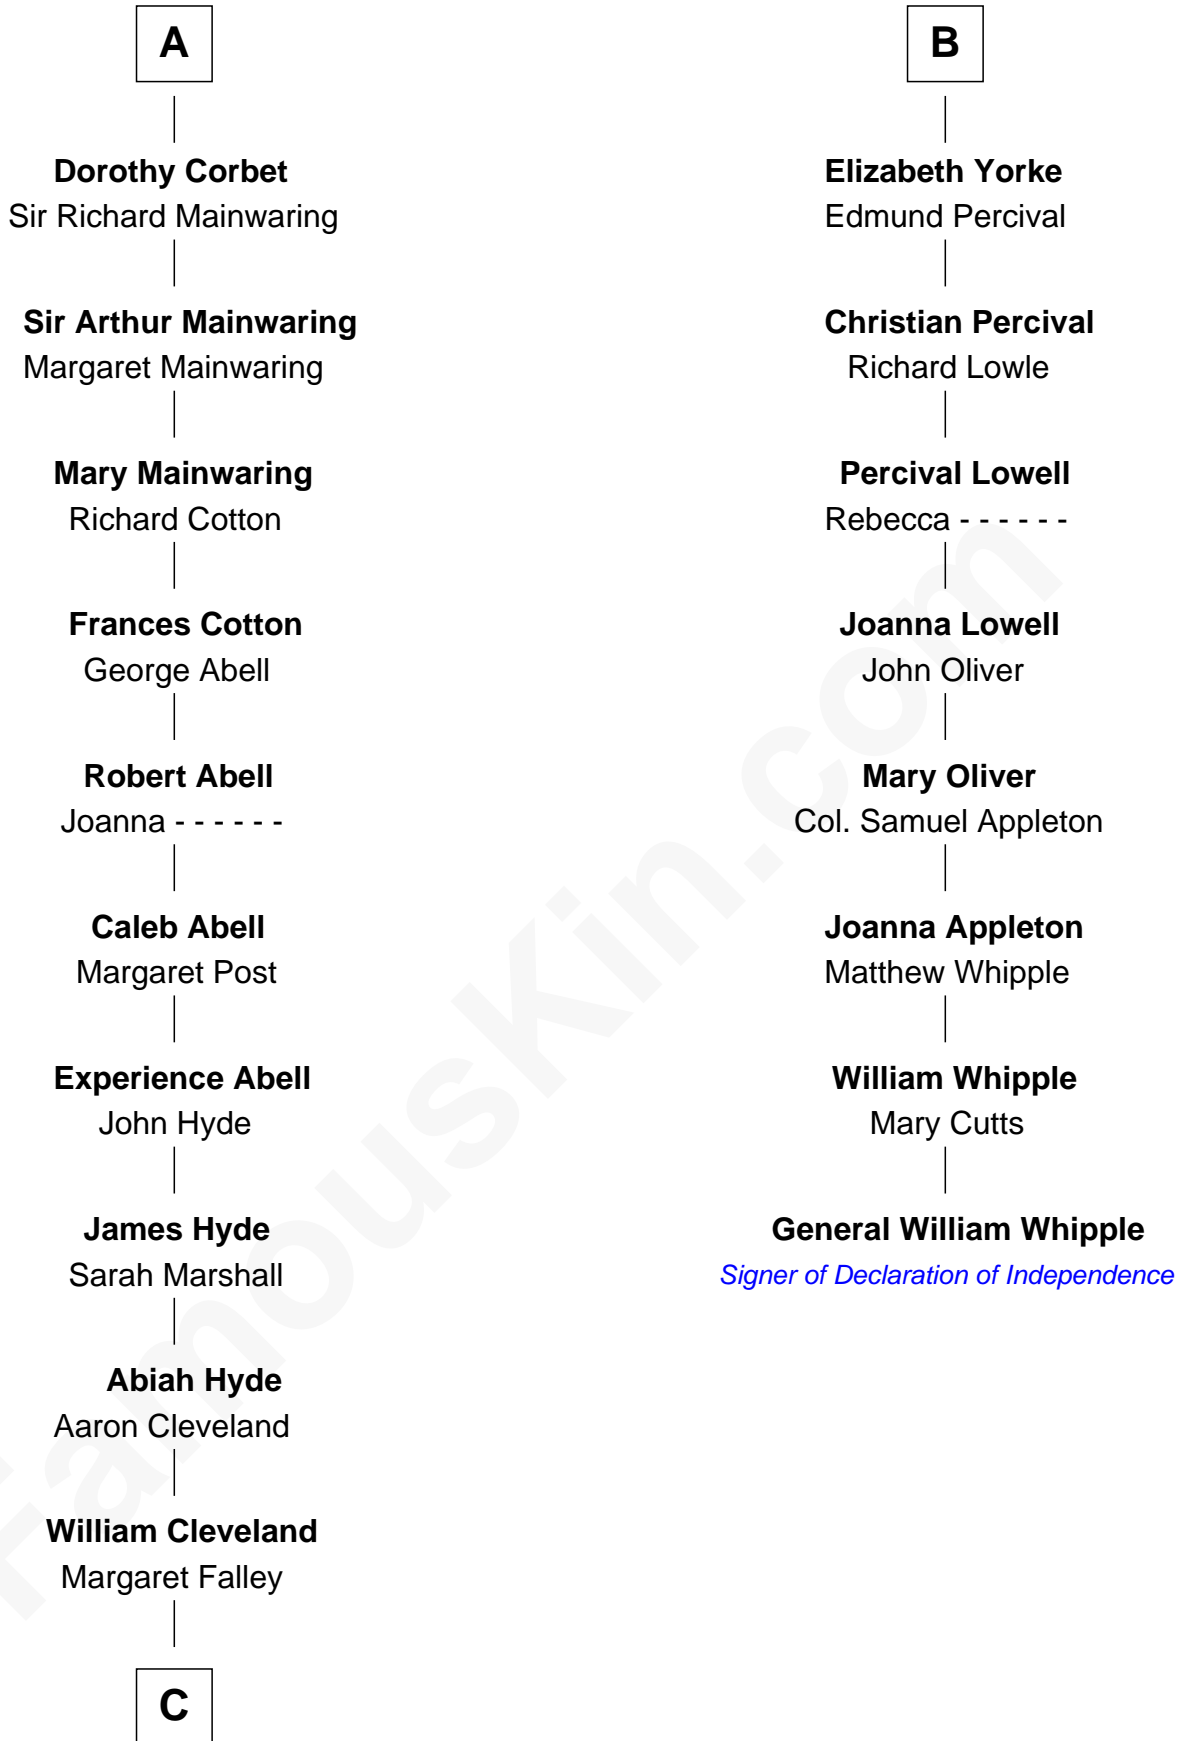 A
Dorothy Corbet
Sir Richard Mainwaring
Sir Arthur Mainwaring
Margaret Mainwaring
Mary Mainwaring
Richard Cotton
Frances Cotton
George Abell
Robert Abell
Joanna - - - - - -
Caleb Abell
Margaret Post
Experience Abell
John Hyde
James Hyde
Sarah Marshall
Abiah Hyde
Aaron Cleveland
William Cleveland
Margaret Falley
C
B
Elizabeth Yorke
Edmund Percival
Christian Percival
Richard Lowle
Percival Lowell
Rebecca - - - - - -
Joanna Lowell
John Oliver
Mary Oliver
Col. Samuel Appleton
Joanna Appleton
Matthew Whipple
William Whipple
Mary Cutts
General William Whipple
Signer of Declaration of Independence
FamousKin.com